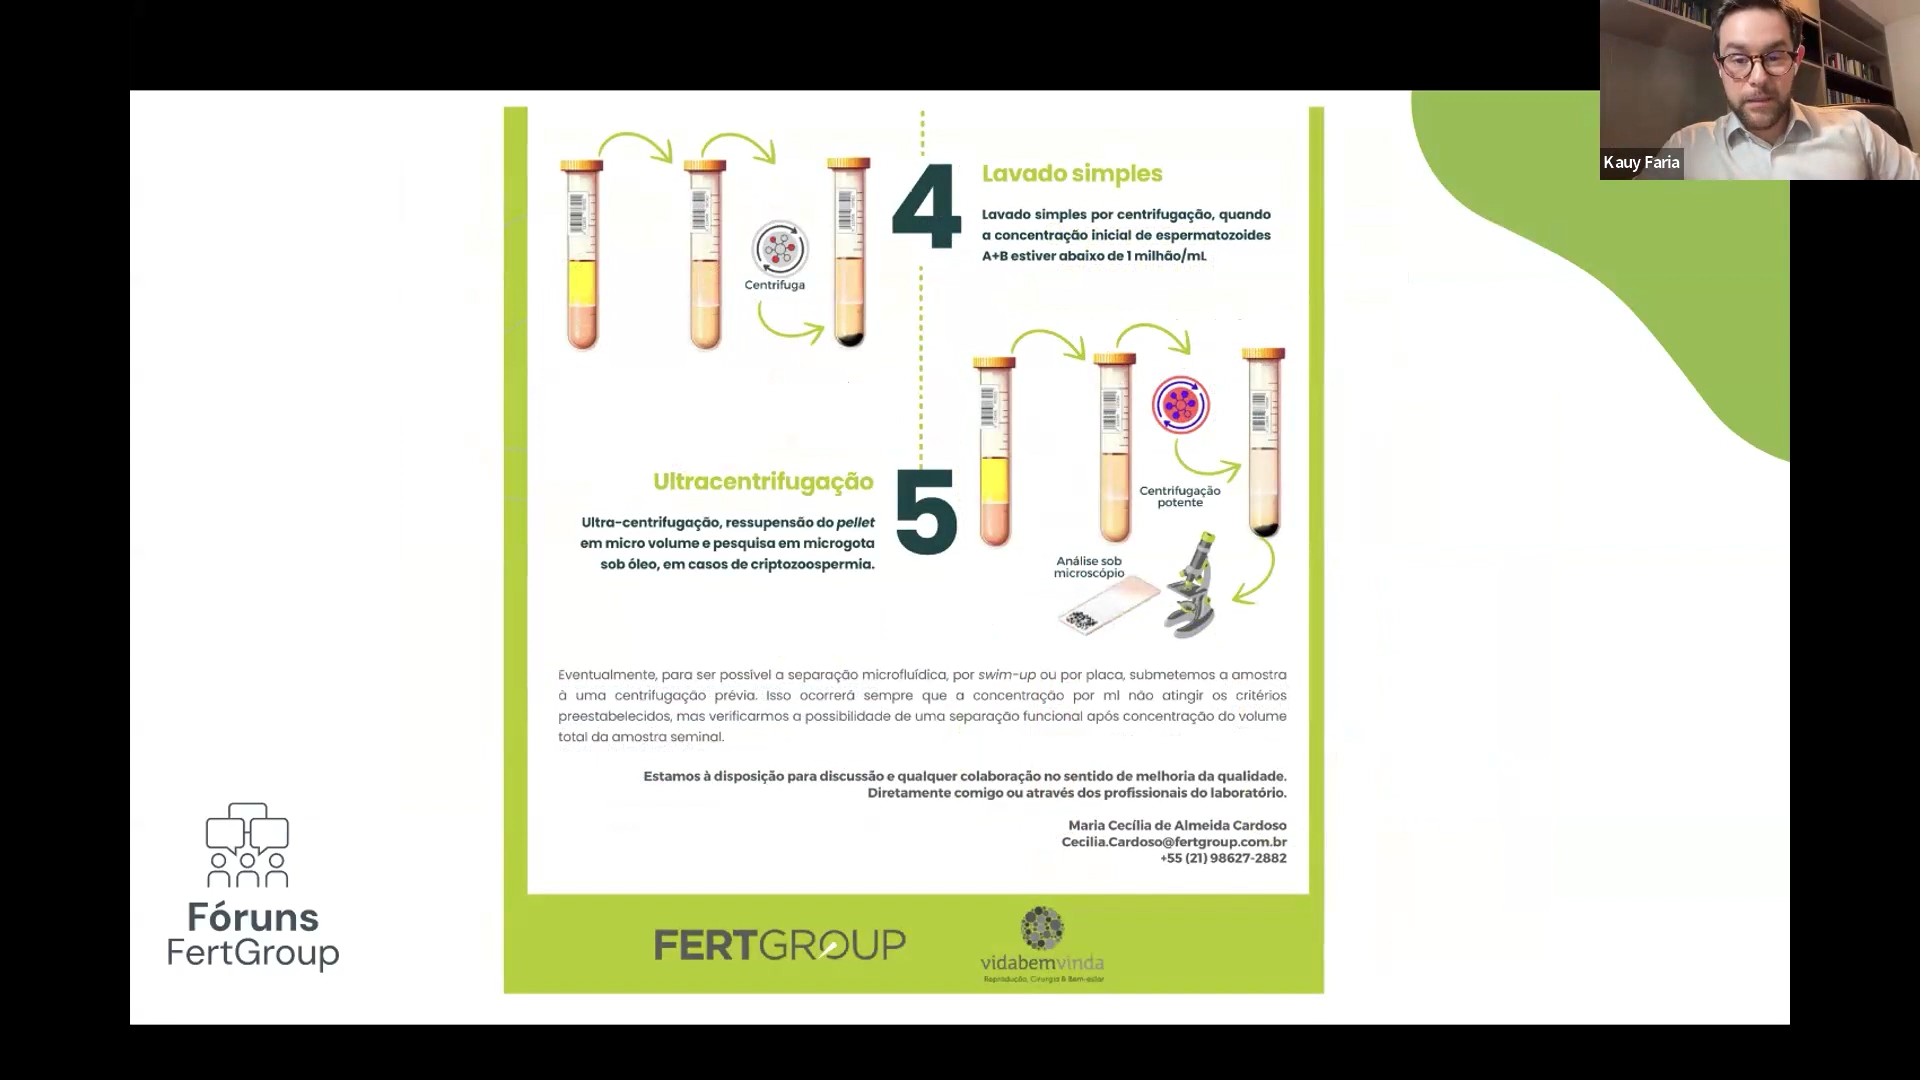 Kauy Faria
4
Lavado simples
Lavado simples por centrifugação, quando
a concentração inicial de espermatozoides
A+B estiver abaixo de 1 milhão/mL
Centrifuga
Ultracentrifugação
5
Ultra-centrifugação, ressupensão do pellet
em micro volume e pesquisa em microgota
sob óleo, em casos de criptozoospermia.
Centrifugação
potente
Análise sob
microscópio
Eventualmente, para ser possível a separação microfluídica, por swim-up ou por placa, submetemos a amostra
à uma centrifugação prévia. Isso ocorrerá sempre que a concentração por ml não atingir os critérios
preestabelecidos, mas verificarmos a possibilidade de uma separação funcional após concentração do volume
total da amostra seminal.
Estamos à disposição para discussão e qualquer colaboração no sentido de melhoria da qualidade.
Diretamente comigo ou através dos profissionais do laboratório.
Maria Cecília de Almeida Cardoso
Cecilia.Cardoso@fertgroup.com.br
+55 (21) 98627-2882
Fóruns
FertGroup
FERTGROUP
vidabemvinda
Reprodução, Cirurgia & Bem-estar